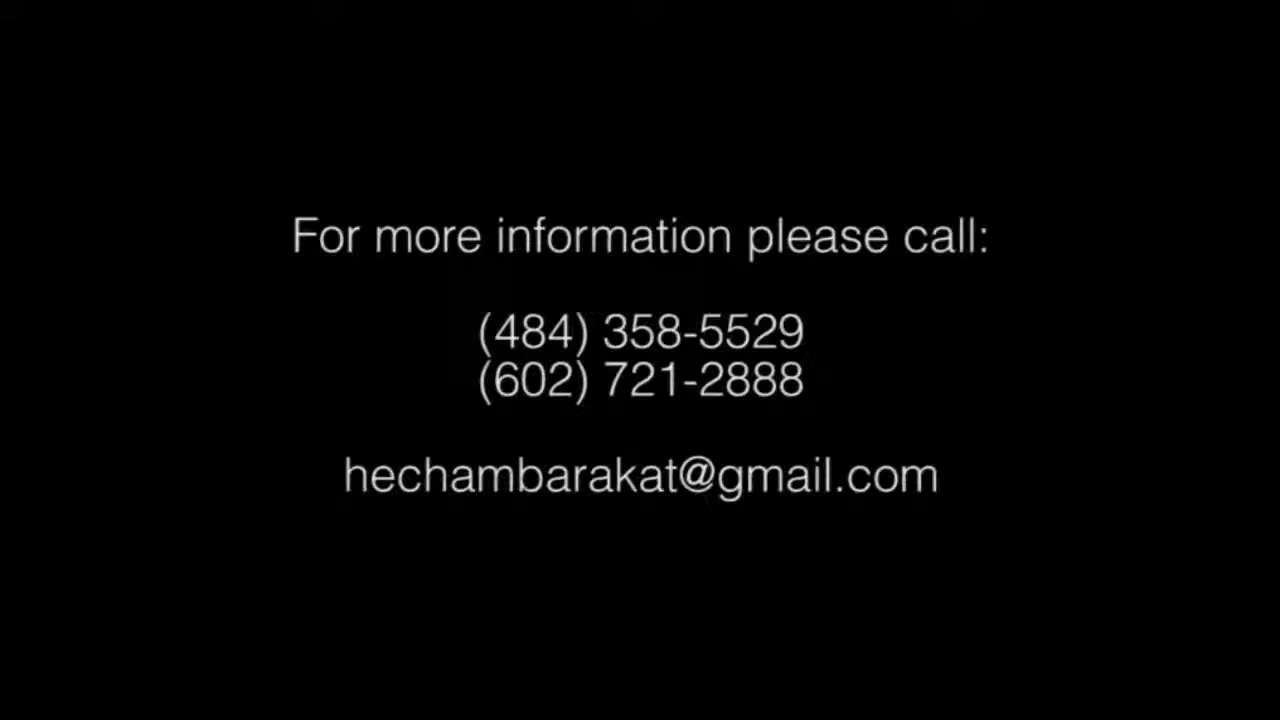 For more information please call:
(484) 358-5529
(602) 721-2888
hechambarakat@gmail.com